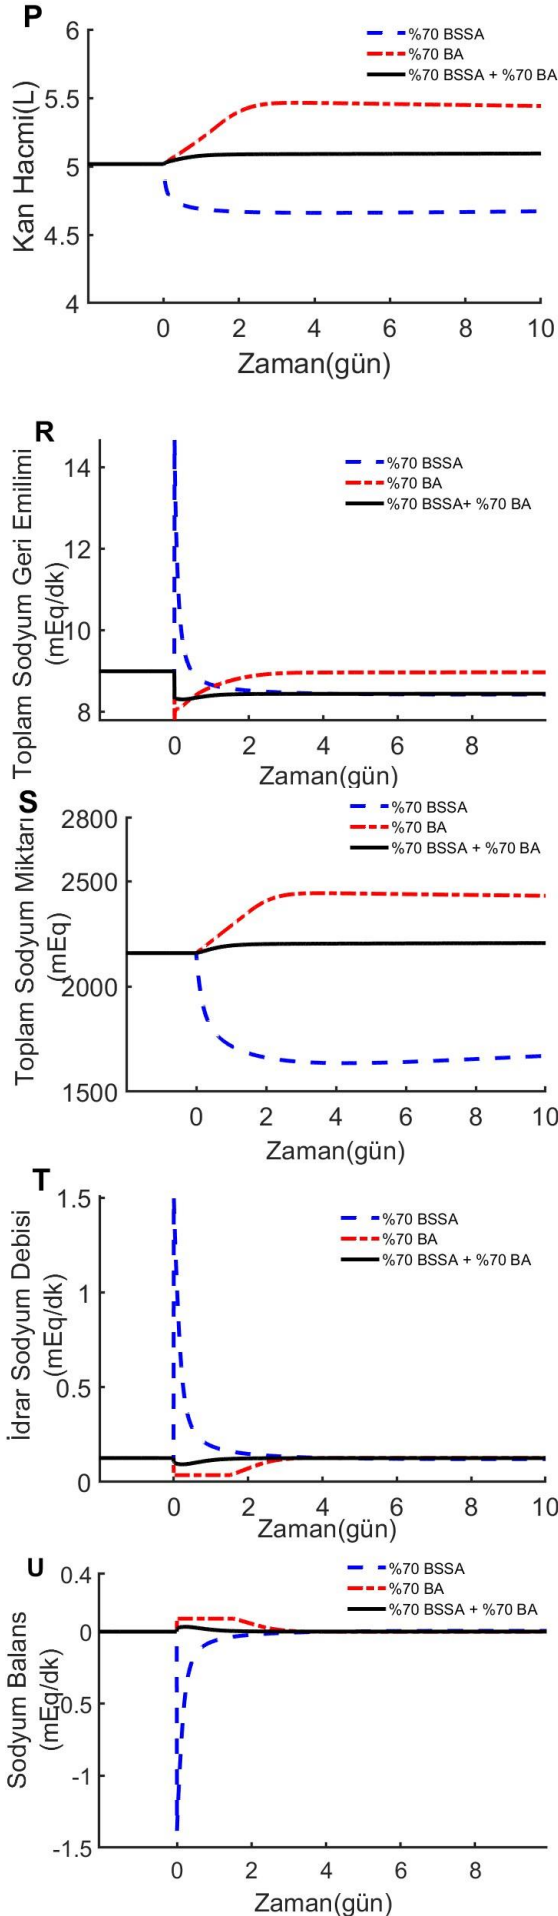 P
6
5.5
5
4.5
4
Kan Hacmi(L)
%70 BSSA
%70 BA
%70 BSSA + %70 BA
0 2 4 6 8 10
Zaman(gün)
R
14
12
10
8
Toplam Sodyum Geri Emilimi
(mEq/dk)
%70 BSSA
%70 BA
%70 BSSA+ %70 BA
0 2 4 6 8
Zaman(gün)
S
2800
2500
2000
1500
Toplam Sodyum Miktarı
(mEq)
%70 BSSA
%70 BA
%70 BSSA + %70 BA
0 2 4 6 8 10
Zaman(gün)
T
1.5
1
0.5
0
İdrar Sodyum Debisi
(mEq/dk)
%70 BSSA
%70 BA
%70 BSSA + %70 BA
0 2 4 6 8 10
Zaman(gün)
U
0.4
0
-0.5
-1
-1.5
Sodyum Balans
(mEq/dk)
%70 BSSA
%70 BA
%70 BSSA + %70 BA
0 2 4 6 8
Zaman(gün)